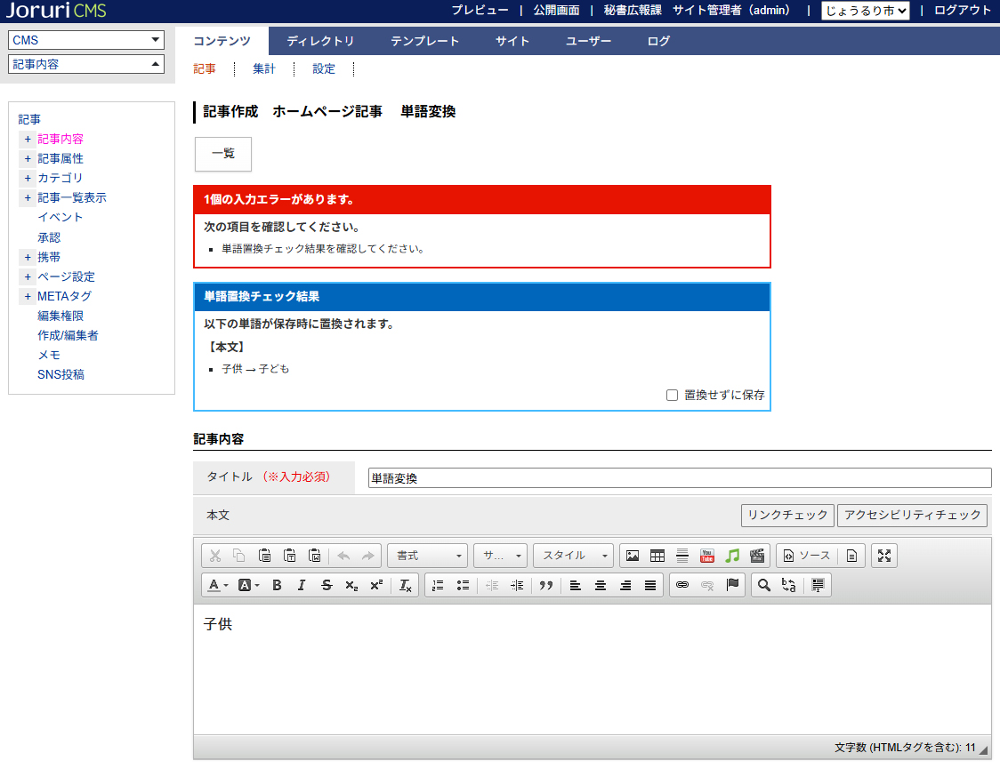 Joruri CMS
プレビュー | 公開画面 | 秘書広報課 サイト管理者（admin） | じょうるり市 | ログアウト
CMS
記事内容
コンテンツ ディレクトリ テンプレート サイト ユーザー ログ
記事 集計 設定
記事
+ 記事内容
+ 記事属性
+ カテゴリ
+ 記事一覧表示
イベント
承認
+ 携帯
+ ページ設定
+ METAタグ
編集権限
作成/編集者
メモ
SNS投稿
記事作成 ホームページ記事 単語変換
一覧
1個の入力エラーがあります。
次の項目を確認してください。
単語置換チェック結果を確認してください。
単語置換チェック結果
以下の単語が保存時に置換されます。
【本文】
子供 → 子ども
置換せずに保存
記事内容
タイトル （※入力必須） 単語変換
本文 リンクチェック アクセシビリティチェック
書式 サ... スタイル You Tube ソース
A A B I S x₂ x² Tx
子供
文字数 (HTMLタグを含む): 11